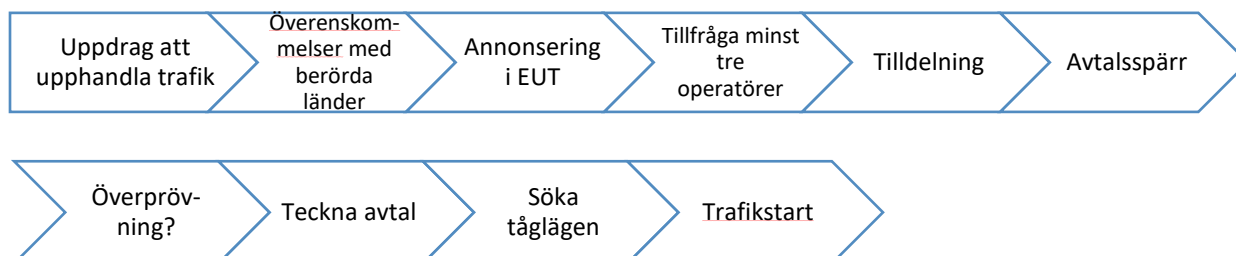 Uppdrag att
upphandla trafik
Överenskom-
melser med
berörda
länder
Annonsering
i EUT
Tillfråga minst
tre
operatörer
Tilldelning
Avtalsspärr
Överpröv-
ning?
Teckna avtal
Söka
tåglägen
Trafikstart